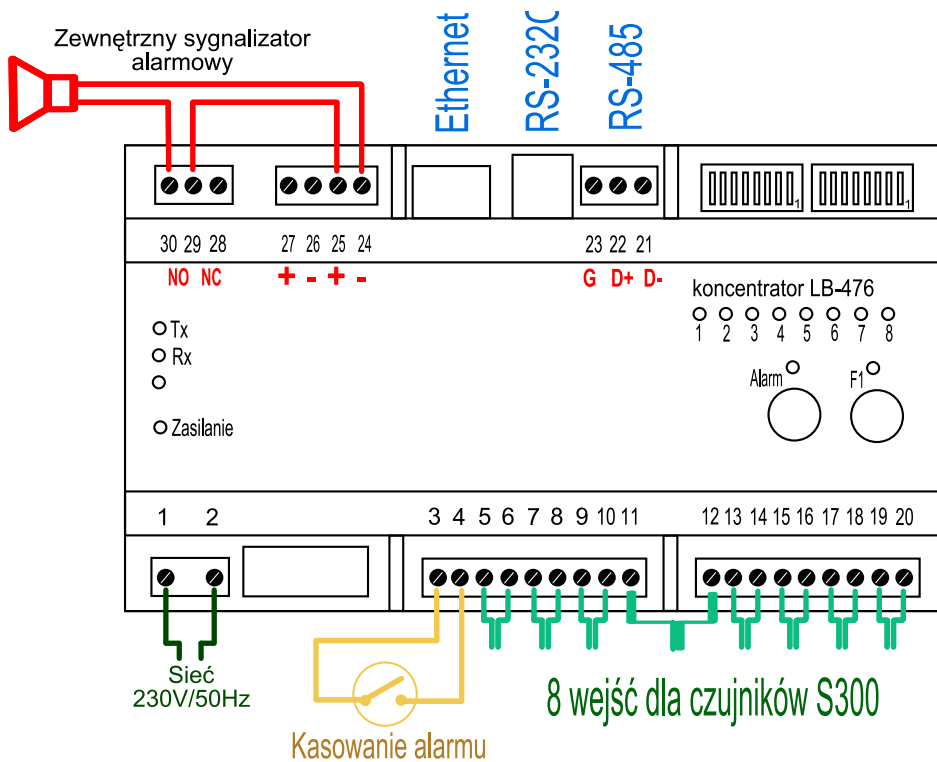 Zewnętrzny sygnalizator
alarmowy
Ethernet
RS-232C
RS-485
1
1
30 29 28
27 26 25 24
23 22 21
NO NC
+ - + -
G D+ D-
koncentrator LB-476
1 2 3 4 5 6 7 8
Tx
Rx
Alarm
F1
Zasilanie
1 2
3 4 5 6 7 8 9 10 11
12 13 14 15 16 17 18 19 20
Sieć
230V/50Hz
8 wejść dla czujników S300
Kasowanie alarmu